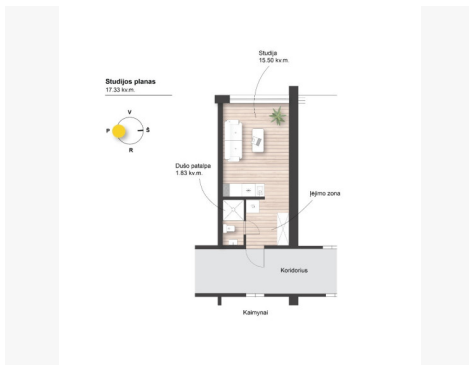 Studija
15.50 kv.m.
Studijos planas
17.33 kv.m.
V
P
Š
R
Dušo patalpa
1.83 kv.m.
Įėjimo zona
Koridorius
Kaimynai